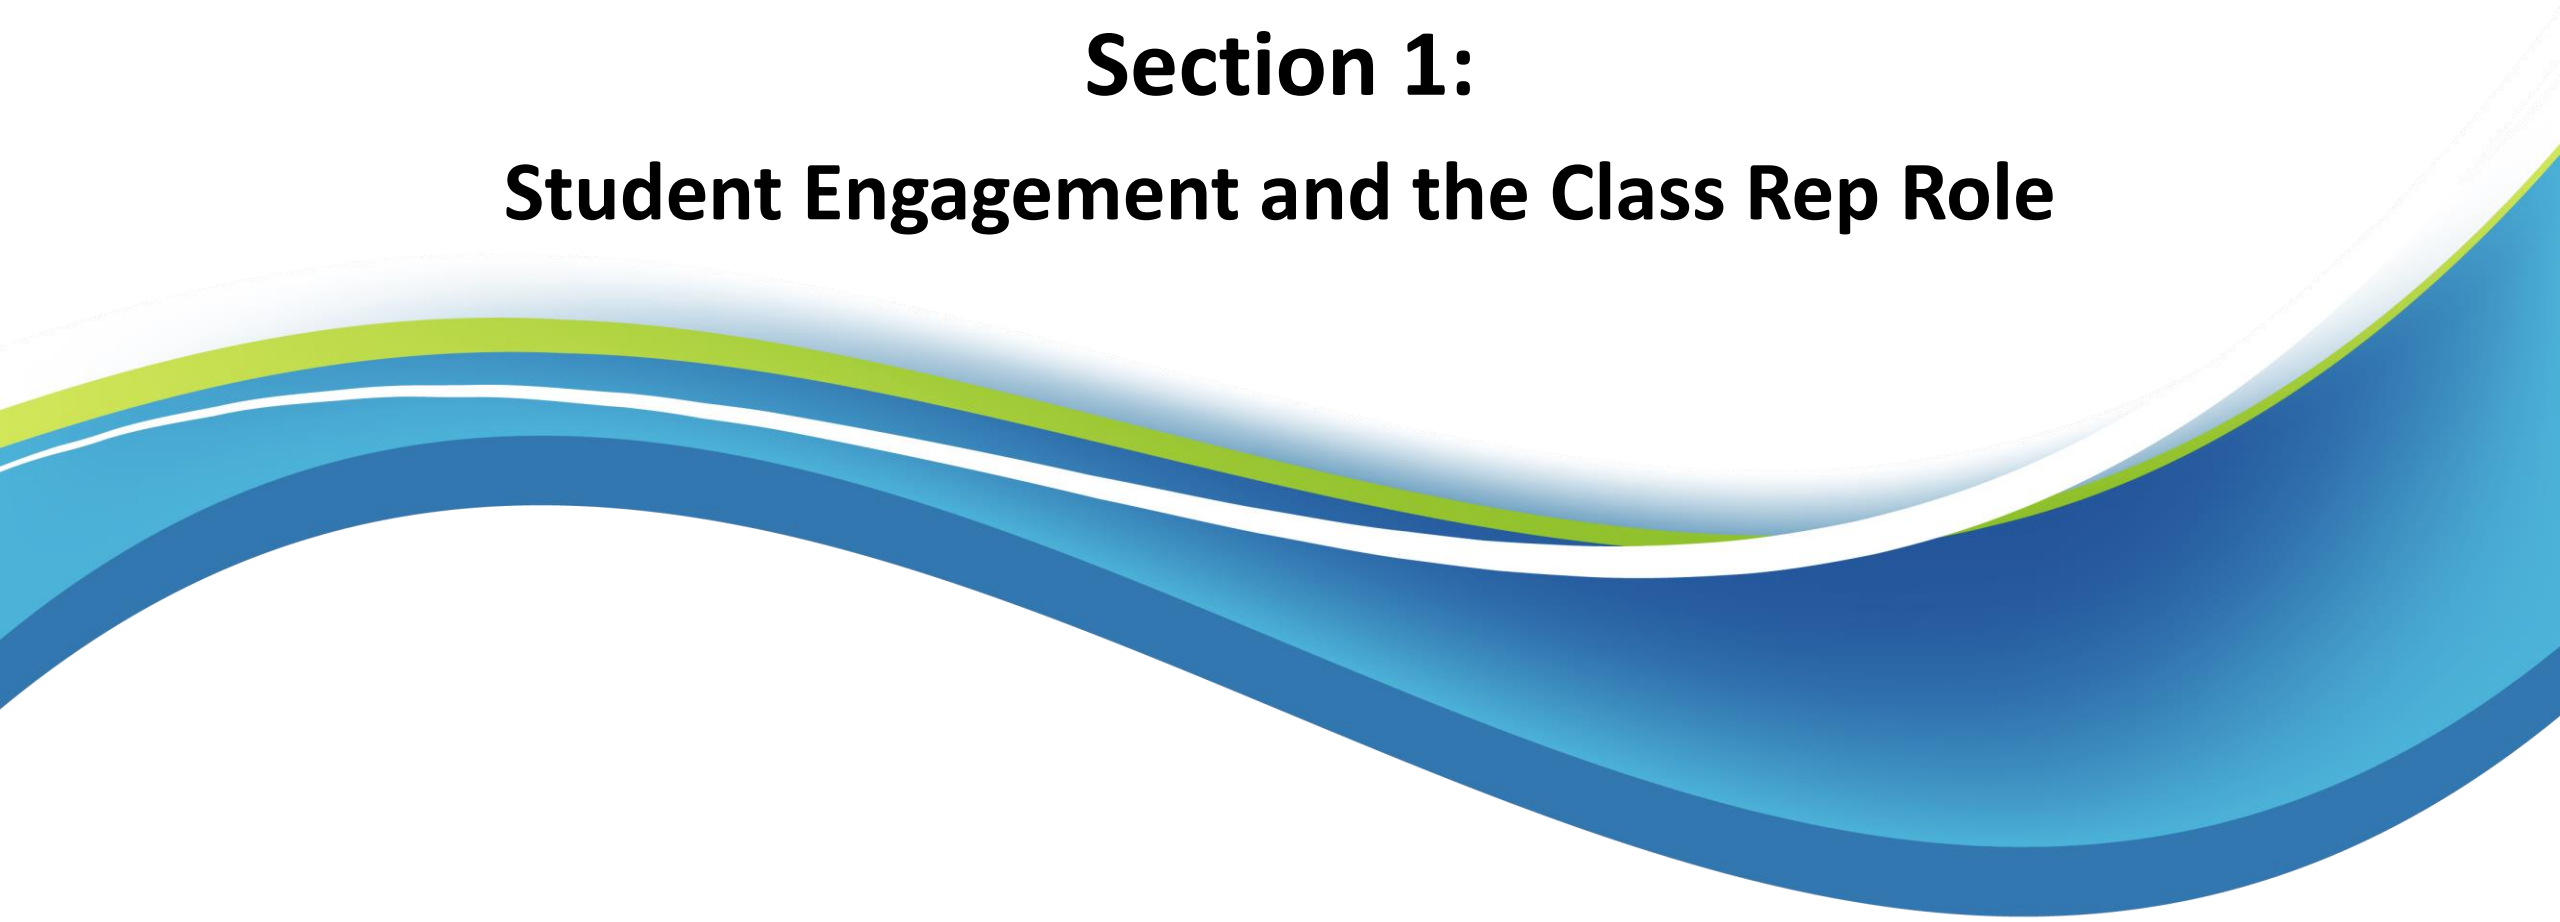 Section 1:
Student Engagement and the Class Rep Role